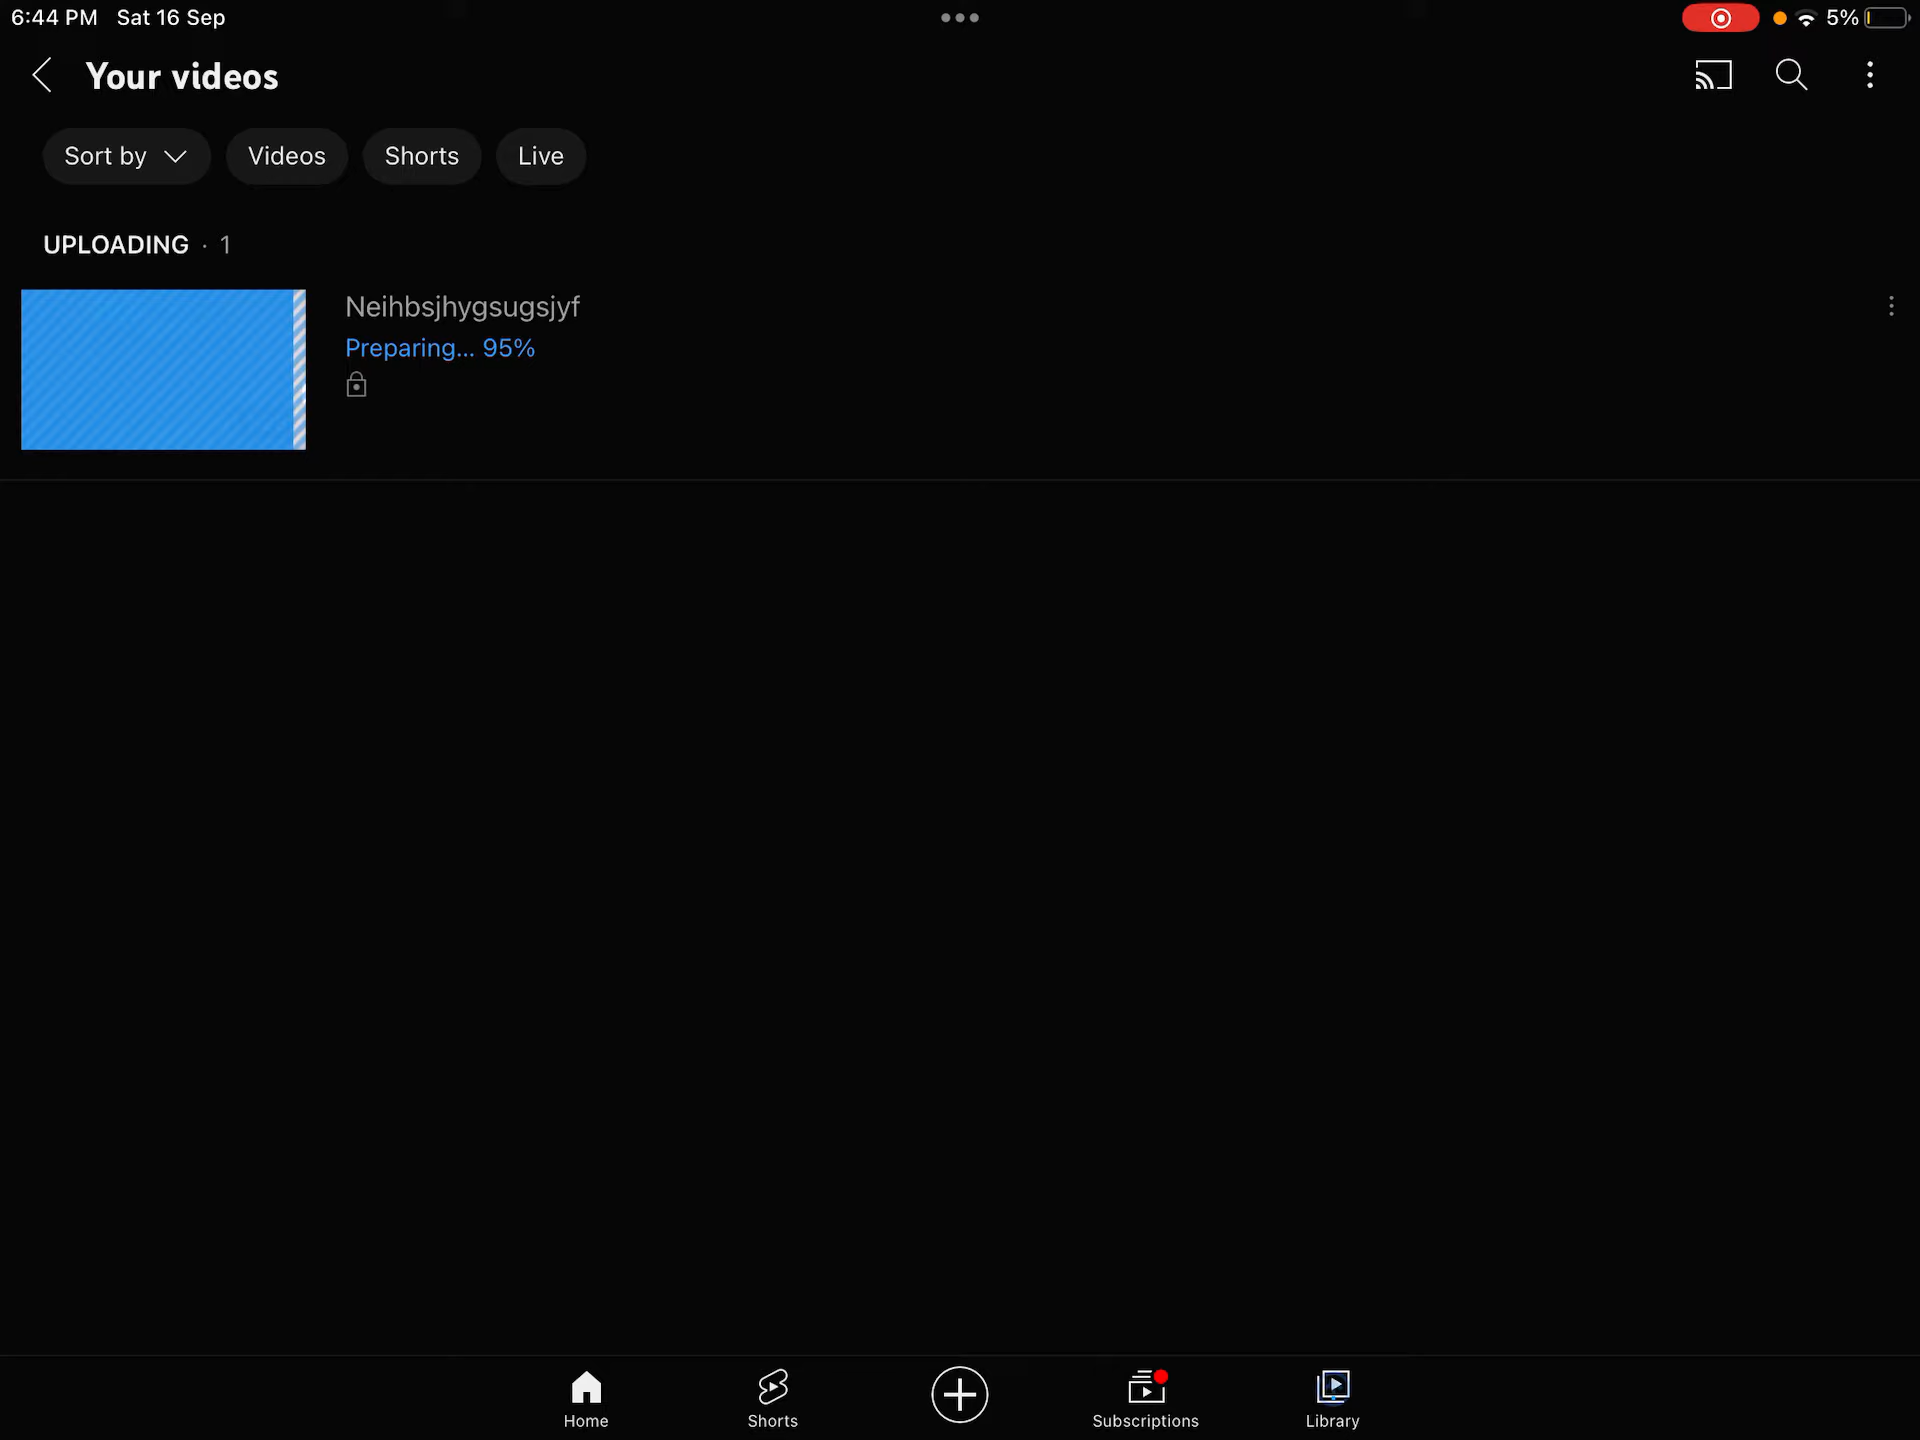 6:44 PM Sat 16 Sep 5%
Your videos
Sort by Videos Shorts Live
UPLOADING · 1
Neihbsjhygsugsjyf
Preparing... 95%
Home Shorts Subscriptions Library